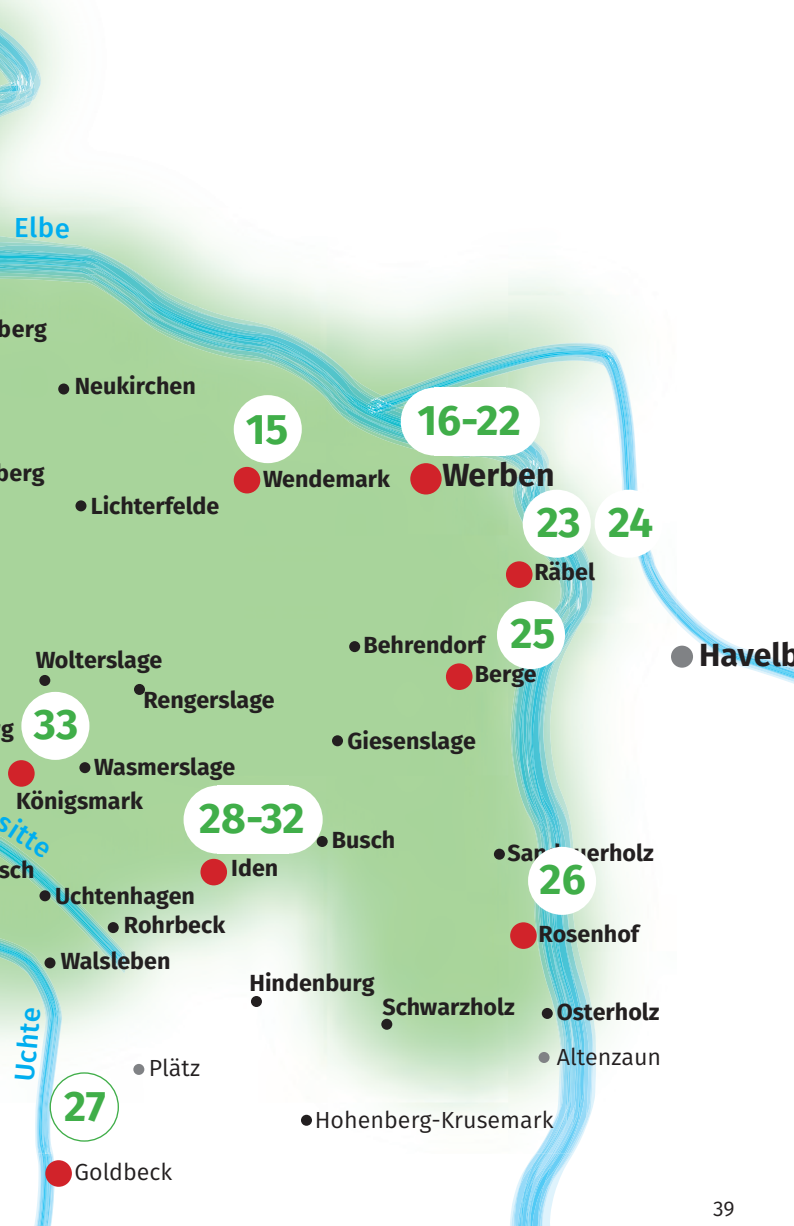 Elbe
berg
Neukirchen
15
16-22
berg
Wendemark
Werben
Lichterfelde
23
24
Räbel
25
Behrendorf
Havelb
Wolterslage
Berge
Rengerslage
rg
33
Giesenslage
Wasmerslage
Königsmark
28-32
sitte
Busch
sch
Iden
26
Uchtenhagen
Rohrbeck
Rosenhof
Walsleben
Hindenburg
Schwarzholz
Osterholz
Uchte
Altenzaun
Plätz
27
Hohenberg-Krusemark
Goldbeck
39